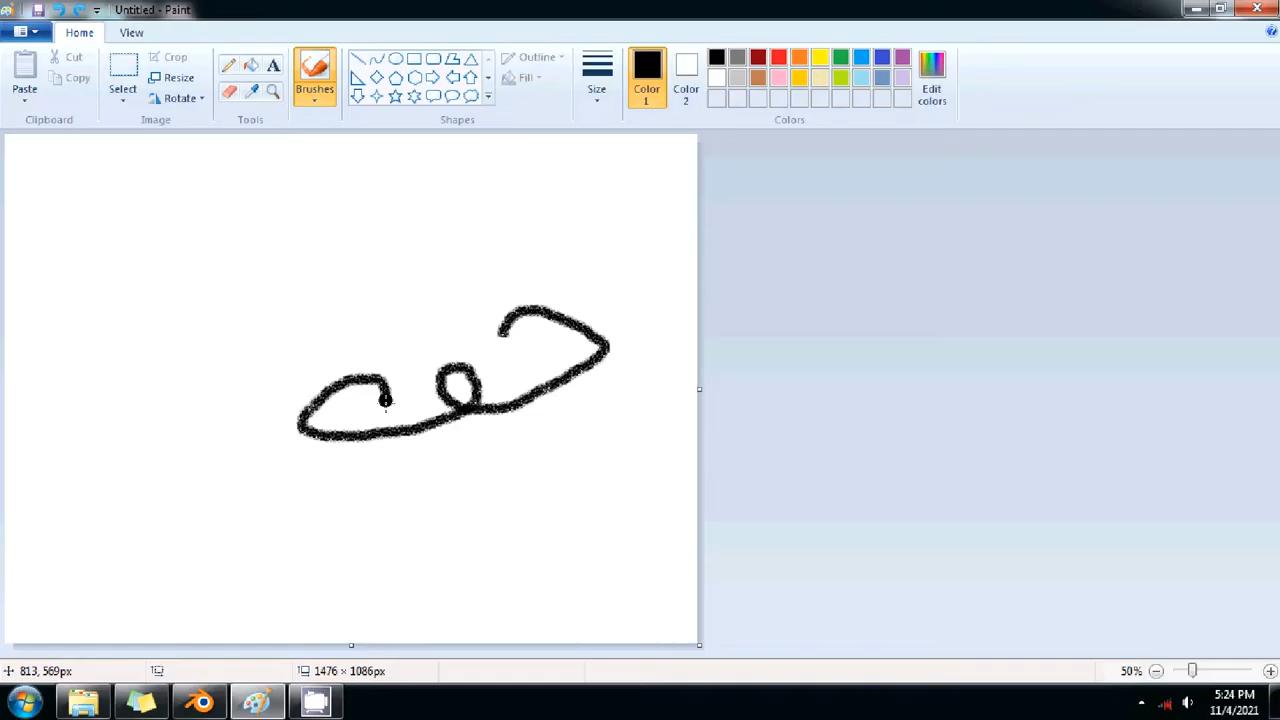 Untitled - Paint
Home View
Paste
Cut
Copy
Clipboard
Select
Crop
Resize
Rotate
Image
Tools
Brushes
Outline
Fill
Shapes
Size
Color 1
Color 2
Edit colors
Colors
813, 569px
1476 × 1086px
50%
5:24 PM
11/4/2021